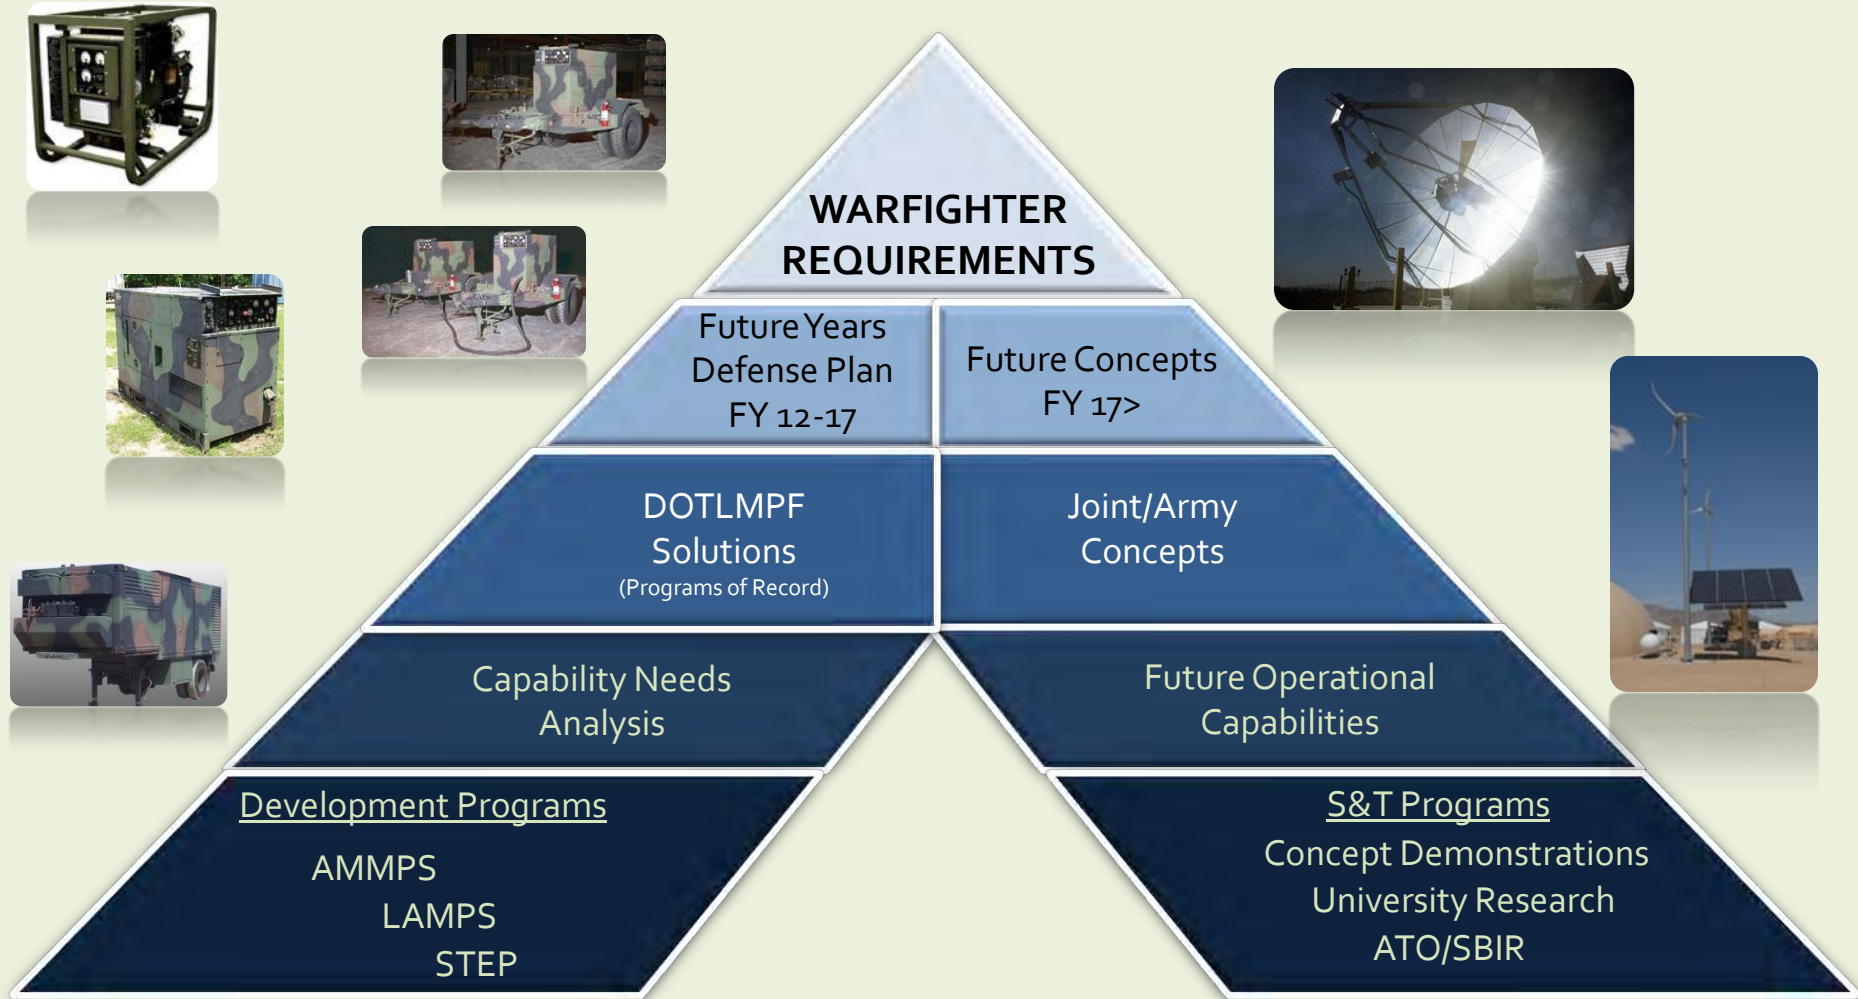 WARFIGHTER
REQUIREMENTS
Future Years
Defense Plan
FY 12-17
Future Concepts
FY 17>
DOTLMPF
Solutions
(Programs of Record)
Joint/Army
Concepts
Capability Needs
Analysis
Future Operational
Capabilities
Development Programs
AMMPS
LAMPS
STEP
S&T Programs
Concept Demonstrations
University Research
ATO/SBIR